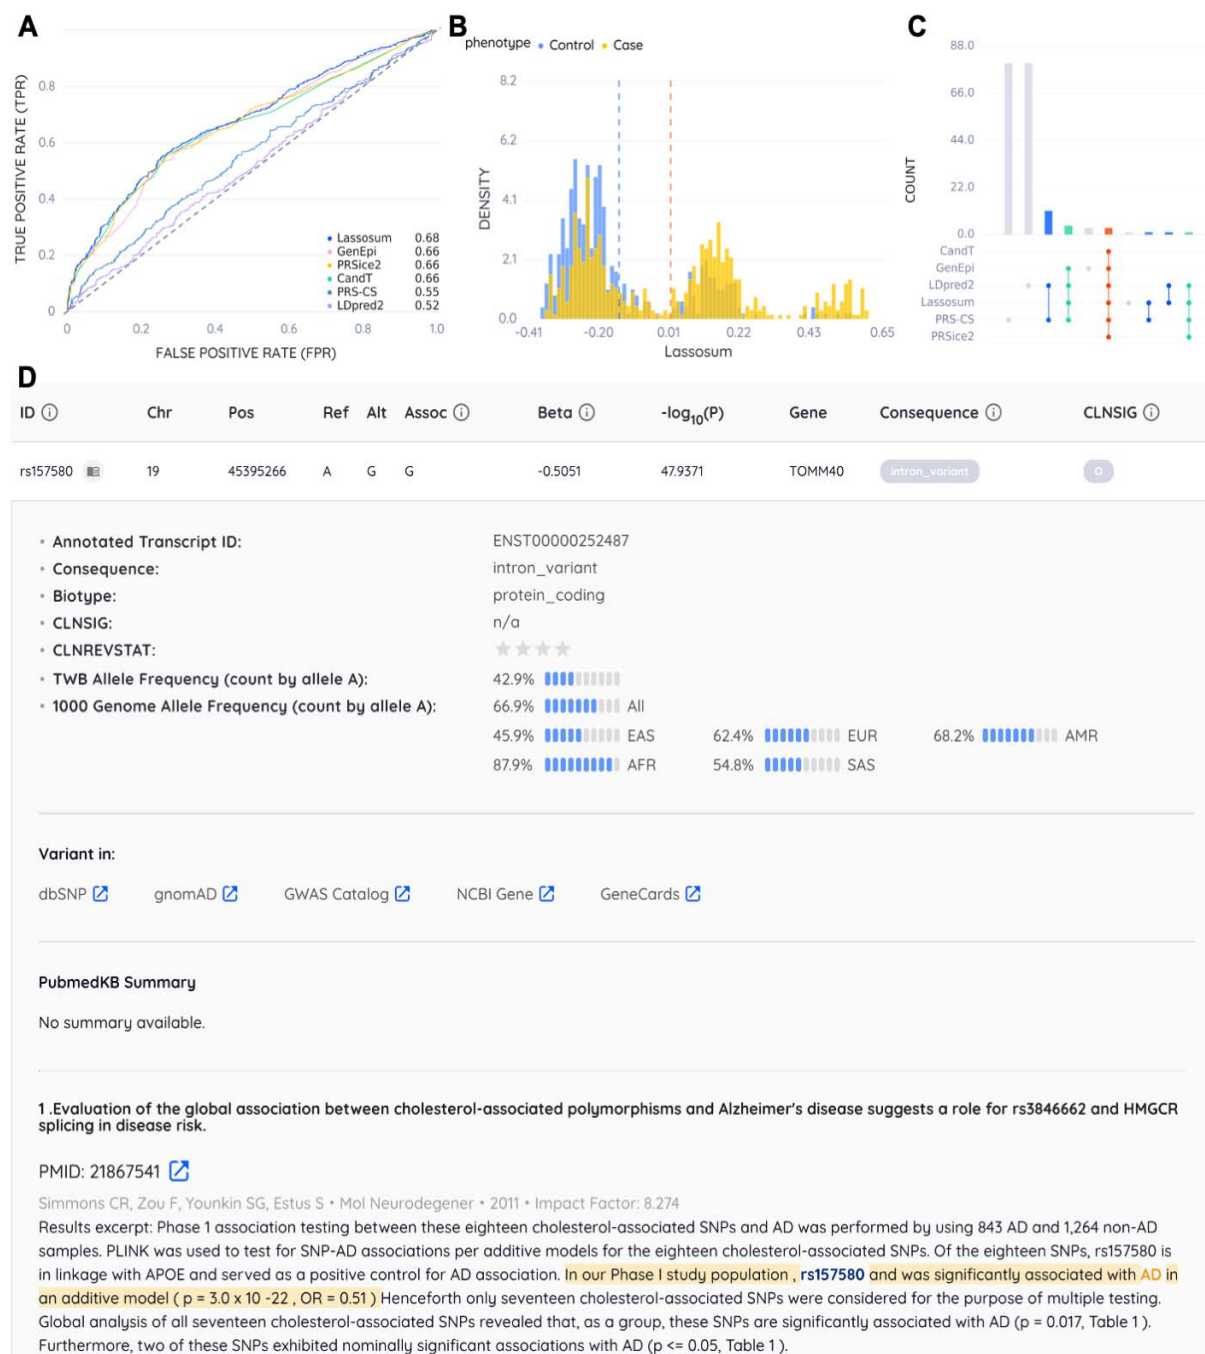 A
TRUE POSITIVE RATE (TPR)
0.8
0.6
0.4
0.2
0
0
0.2
0.4
0.6
0.8
1.0
FALSE POSITIVE RATE (FPR)
Lassosum 0.68
GenEpi 0.66
PRSice2 0.66
CandT 0.66
PRS-CS 0.55
LDpred2 0.52
B
phenotype Control Case
DENSITY
8.2
6.2
4.1
2.1
0.0
-0.41
-0.20
0.01
0.22
0.43
0.65
Lassosum
C
COUNT
88.0
66.0
44.0
22.0
0.0
CandT
GenEpi
LDpred2
Lassosum
PRS-CS
PRSice2
D
ID Chr Pos Ref Alt Assoc Beta -log10(P) Gene Consequence CLNSIG
rs157580 19 45395266 A G G -0.5051 47.9371 TOMM40 intron_variant 0
• Annotated Transcript ID: ENST00000252487
• Consequence: intron_variant
• Biotype: protein_coding
• CLNSIG: n/a
• CLNREVSTAT:
• TWB Allele Frequency (count by allele A): 42.9%
• 1000 Genome Allele Frequency (count by allele A): 66.9% All
45.9% EAS 62.4% EUR 68.2% AMR
87.9% AFR 54.8% SAS
Variant in:
dbSNP gnomAD GWAS Catalog NCBI Gene GeneCards
PubmedKB Summary
No summary available.
1 .Evaluation of the global association between cholesterol-associated polymorphisms and Alzheimer's disease suggests a role for rs3846662 and HMGCR
splicing in disease risk.
PMID: 21867541
Simmons CR, Zou F, Younkin SG, Estus S • Mol Neurodegener • 2011 • Impact Factor: 8.274
Results excerpt: Phase 1 association testing between these eighteen cholesterol-associated SNPs and AD was performed by using 843 AD and 1,264 non-AD
samples. PLINK was used to test for SNP-AD associations per additive models for the eighteen cholesterol-associated SNPs. Of the eighteen SNPs, rs157580 is
in linkage with APOE and served as a positive control for AD association. In our Phase I study population , rs157580 and was significantly associated with AD in
an additive model ( p = 3.0 x 10 -22 , OR = 0.51 ) Henceforth only seventeen cholesterol-associated SNPs were considered for the purpose of multiple testing.
Global analysis of all seventeen cholesterol-associated SNPs revealed that, as a group, these SNPs are significantly associated with AD (p = 0.017, Table 1 ).
Furthermore, two of these SNPs exhibited nominally significant associations with AD (p <= 0.05, Table 1 ).